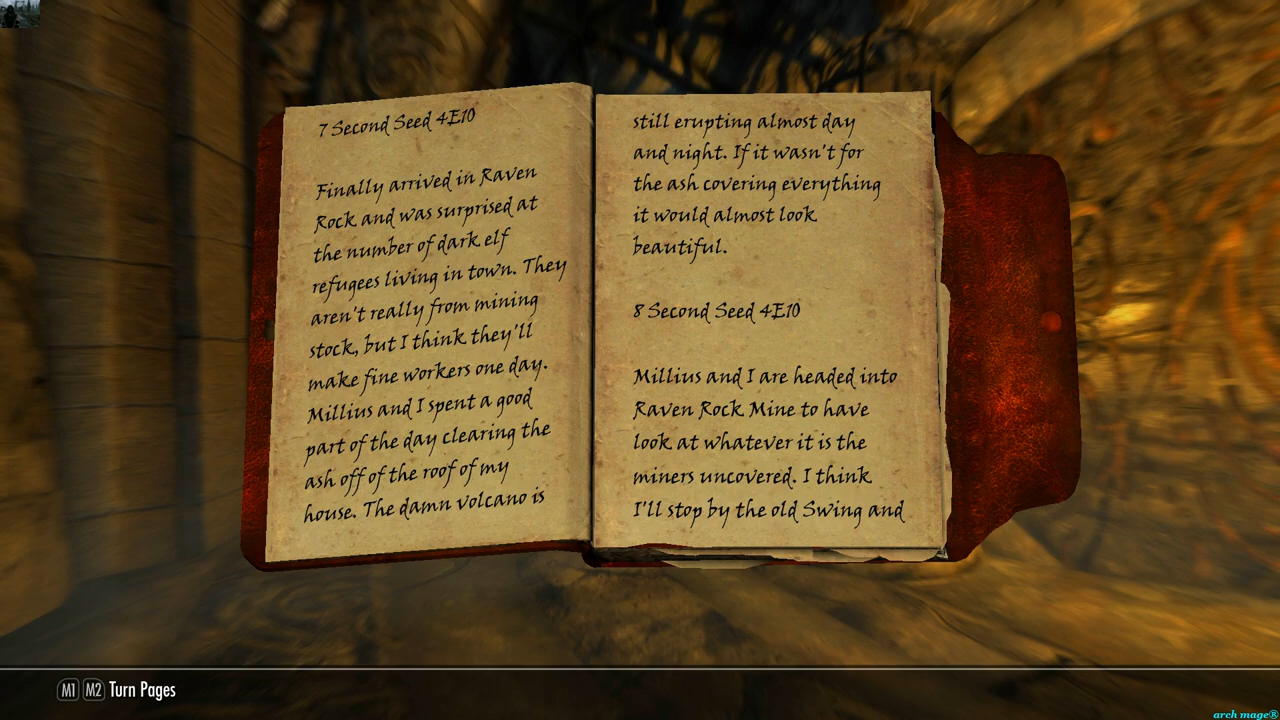 7 Second Seed 4E10
Finally arrived in Raven
Rock and was surprised at
the number of dark elf
refugees living in town. They
aren't really from mining
stock, but I think they'll
make fine workers one day.
Millius and I spent a good
part of the day clearing the
ash off of the roof of my
house. The damn volcano is
still erupting almost day
and night. If it wasn't for
the ash covering everything
it would almost look
beautiful.
8 Second Seed 4E10
Millius and I are headed into
Raven Rock Mine to have
look at whatever it is the
miners uncovered. I think
I'll stop by the old Swing and
M1 M2 Turn Pages
arch mage®